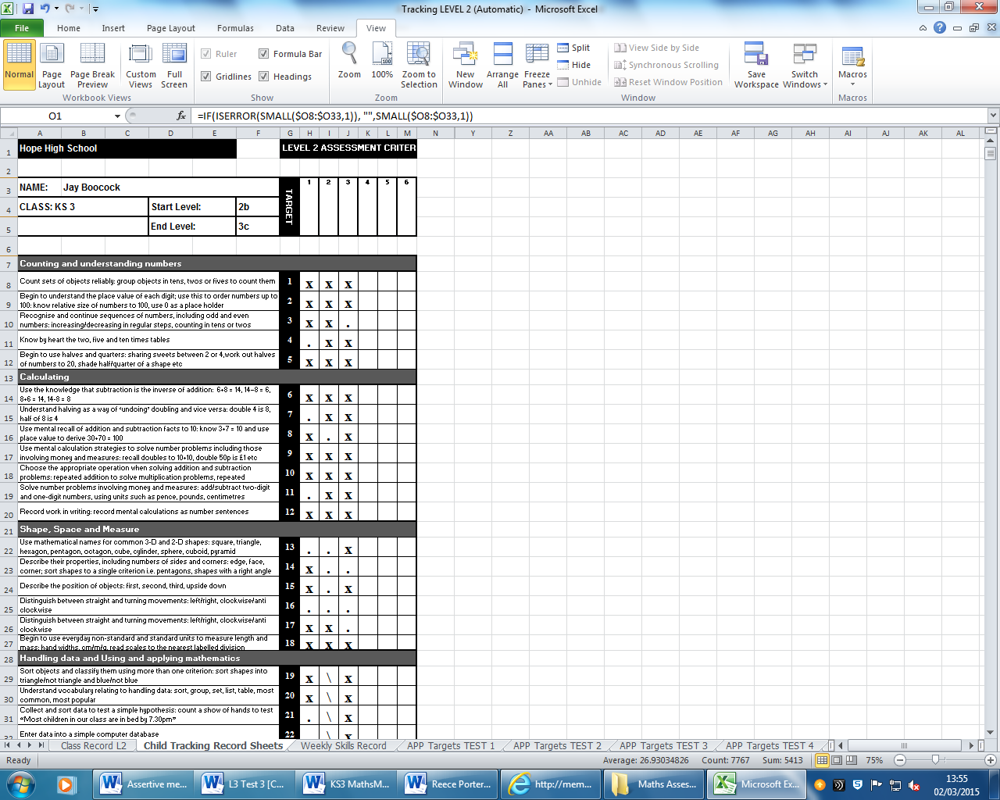 Tracking LEVEL 2 (Automatic) - Microsoft Excel
File Home Insert Page Layout Formulas Data Review View
Normal Page Layout Page Break Preview Custom Views Full Screen
Workbook Views
Ruler Formula Bar
Gridlines Headings
Show
Zoom 100% Zoom to Selection
Zoom
New Window Arrange All Freeze Panes
Split
Hide
Unhide
View Side by Side
Synchronous Scrolling
Reset Window Position
Window
Save Workspace Switch Windows
Macros
Macros
O1 fx =IF(ISERROR(SMALL($O8:$O33,1)), "",SMALL($O8:$O33,1))
A B C D E F G H I J K L M N O Y Z AA AB AC AD AE AF AG AH AI AJ AK AL
1 Hope High School LEVEL 2 ASSESSMENT CRITER
2
3 NAME: Jay Boocock TARGET 1 2 3 4 5 6
4 CLASS: KS 3 Start Level: 2b
5 End Level: 3c
6
7 Counting and understanding numbers
8 Count sets of objects reliably: group objects in tens, twos or fives to count them 1 x x x
9 Begin to understand the place value of each digit; use this to order numbers up to
100: know relative size of numbers to 100, use 0 as a place holder 2 x x x
10 Recognise and continue sequences of numbers, including odd and even
numbers: increasing/decreasing in regular steps, counting in tens or twos 3 x x .
11 Know by heart the two, five and ten times tables 4 . x x
12 Begin to use halves and quarters: sharing sweets between 2 or 4,work out halves
of numbers to 20, shade half/quarter of a shape etc 5 x x x
13 Calculating
14 Use the knowledge that subtraction is the inverse of addition: 6+8 = 14, 14-8 = 6,
8+6 = 14, 14-8 = 8 6 x x x
15 Understand halving as a way of ‘undoing’ doubling and vice versa: double 4 is 8,
half of 8 is 4 7 . x x
16 Use mental recall of addition and subtraction facts to 10: know 3+7 = 10 and use
place value to derive 30+70 = 100 8 x . x
17 Use mental calculation strategies to solve number problems including those
involving money and measures: recall doubles to 10+10, double 50p is £1 etc 9 x x x
18 Choose the appropriate operation when solving addition and subtraction
problems: repeated addition to solve multiplication problems, repeated 10 x x x
19 Solve number problems involving money and measures: add/subtract two-digit
and one-digit numbers, using units such as pence, pounds, centimetres 11 . x x
20 Record work in writing: record mental calculations as number sentences 12 x x x
21 Shape, Space and Measure
22 Use mathematical names for common 3-D and 2-D shapes: square, triangle,
hexagon, pentagon, octagon, cube, cylinder, sphere, cuboid, pyramid 13 . . x
23 Describe their properties, including numbers of sides and corners: edge, face,
corner; sort shapes to a single criterion i.e. pentagons, shapes with a right angle 14 x . .
24 Describe the position of objects: first, second, third, upside down 15 x . x
25 Distinguish between straight and turning movements: left/right, clockwise/anti
clockwise 16 . . .
26 Distinguish between straight and turning movements: left/right, clockwise/anti
clockwise 17 x x .
27 Begin to use everyday non-standard and standard units to measure length and
mass: hand widths, cm/m/g, read scales to the nearest labelled division 18 x x x
28 Handling data and Using and applying mathematics
29 Sort objects and classify them using more than one criterion: sort shapes into
triangle/not triangle and blue/not blue 19 x \ x
30 Understand vocabulary relating to handling data: sort, group, set, list, table, most
common, most popular 20 x \ x
31 Collect and sort data to test a simple hypothesis: count a show of hands to test
“Most children in our class are in bed by 7.30pm” 21 . \ x
32 Enter data into a simple computer database 22 \ x
Class Record L2 Child Tracking Record Sheets Weekly Skills Record APP Targets TEST 1 APP Targets TEST 2 APP Targets TEST 3 APP Targets TEST 4
Ready Average: 26.93034826 Count: 7767 Sum: 5413 75%
Assertive me... L3 Test 3 [C... KS3 MathsM... Reece Porter... http://mem... Maths Asses... Microsoft Ex... 13:55
02/03/2015